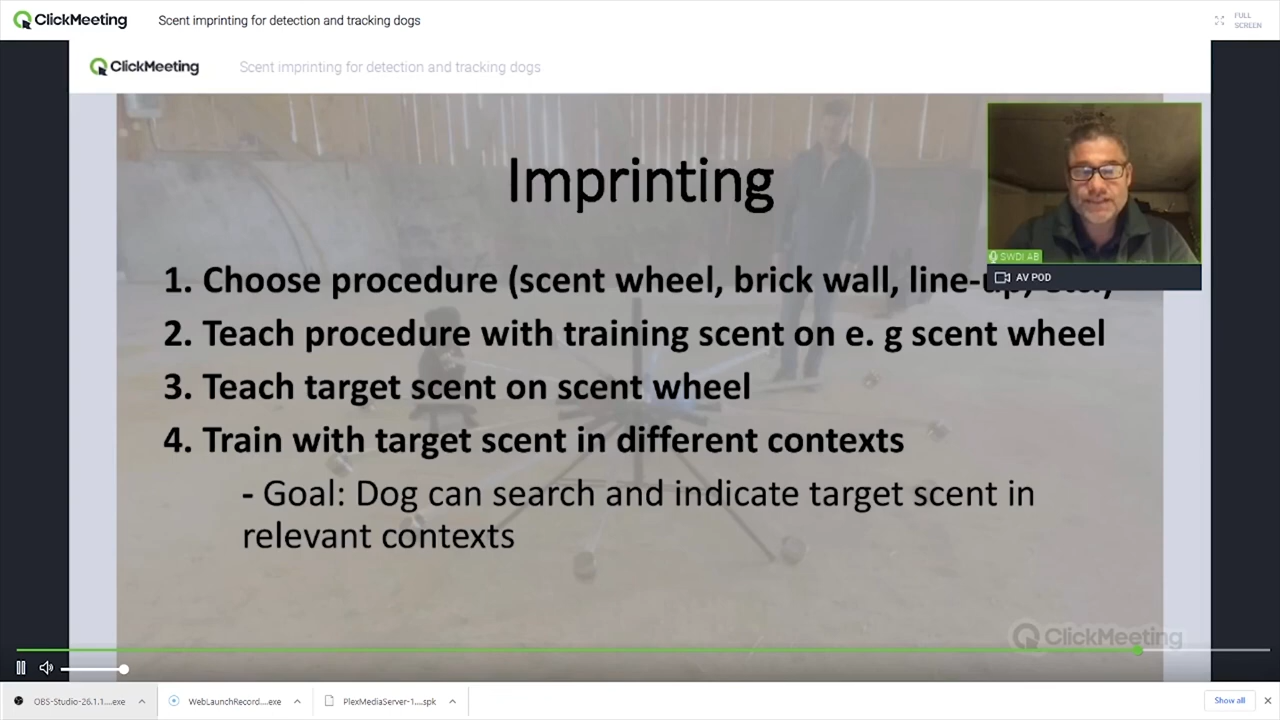 ClickMeeting
Scent imprinting for detection and tracking dogs
FULL
SCREEN
ClickMeeting
Scent imprinting for detection and tracking dogs
Imprinting
SWDI AB
AV POD
1. Choose procedure (scent wheel, brick wall, line-up,
2. Teach procedure with training scent on e. g scent wheel
3. Teach target scent on scent wheel
4. Train with target scent in different contexts
- Goal: Dog can search and indicate target scent in
relevant contexts
ClickMeeting
OBS-Studio-26.1.1....exe
WebLaunchRecord....exe
PlexMediaServer-1....spk
Show all